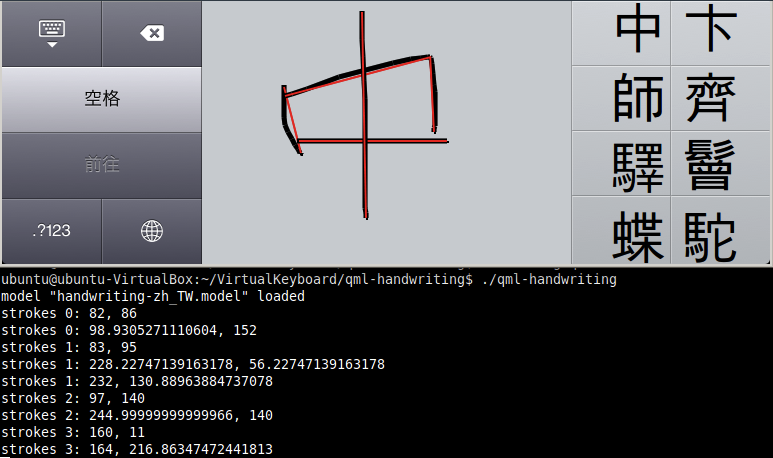 空格
前往
.?123
中
中 卞
師 齊
驛 鬠
蝶 駝
ubuntu@ubuntu-VirtualBox:~/VirtualKeyboard/qml-handwriting$ ./qml-handwriting
model "handwriting-zh_TW.model" loaded
strokes 0: 82, 86
strokes 0: 98.9305271110604, 152
strokes 1: 83, 95
strokes 1: 228.22747139163178, 56.22747139163178
strokes 1: 232, 130.88963884737078
strokes 2: 97, 140
strokes 2: 244.99999999999966, 140
strokes 3: 160, 11
strokes 3: 164, 216.86347472441813